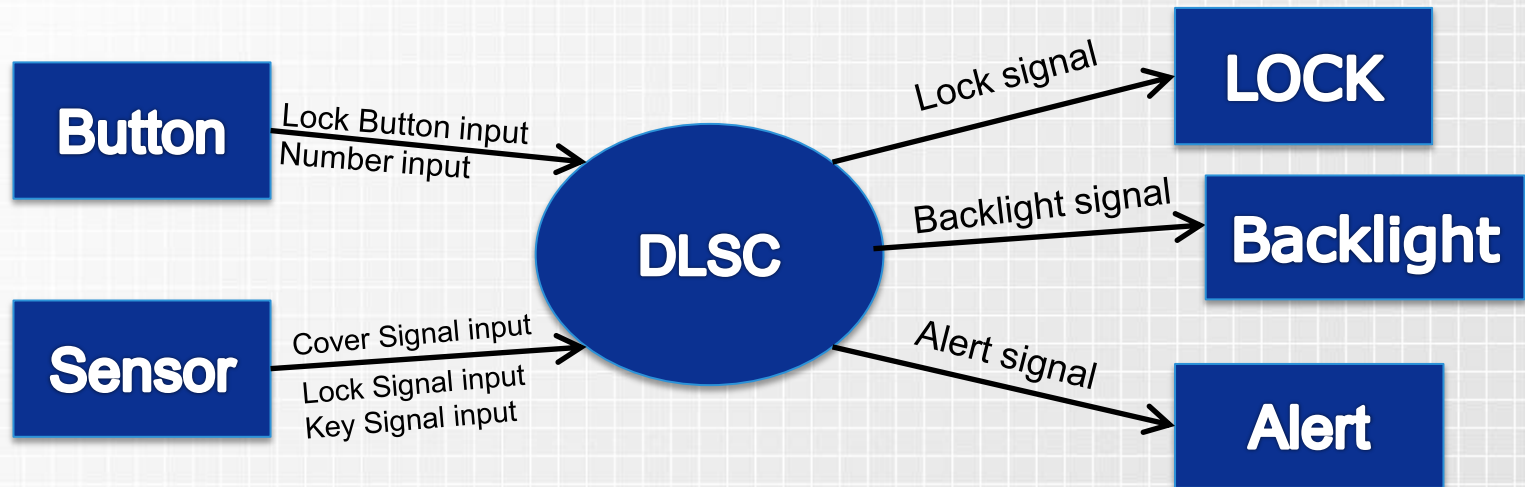 Button
Lock Button input
Number input
Sensor
Cover Signal input
Lock Signal input
Key Signal input
DLSC
Lock signal
LOCK
Backlight signal
Backlight
Alert signal
Alert